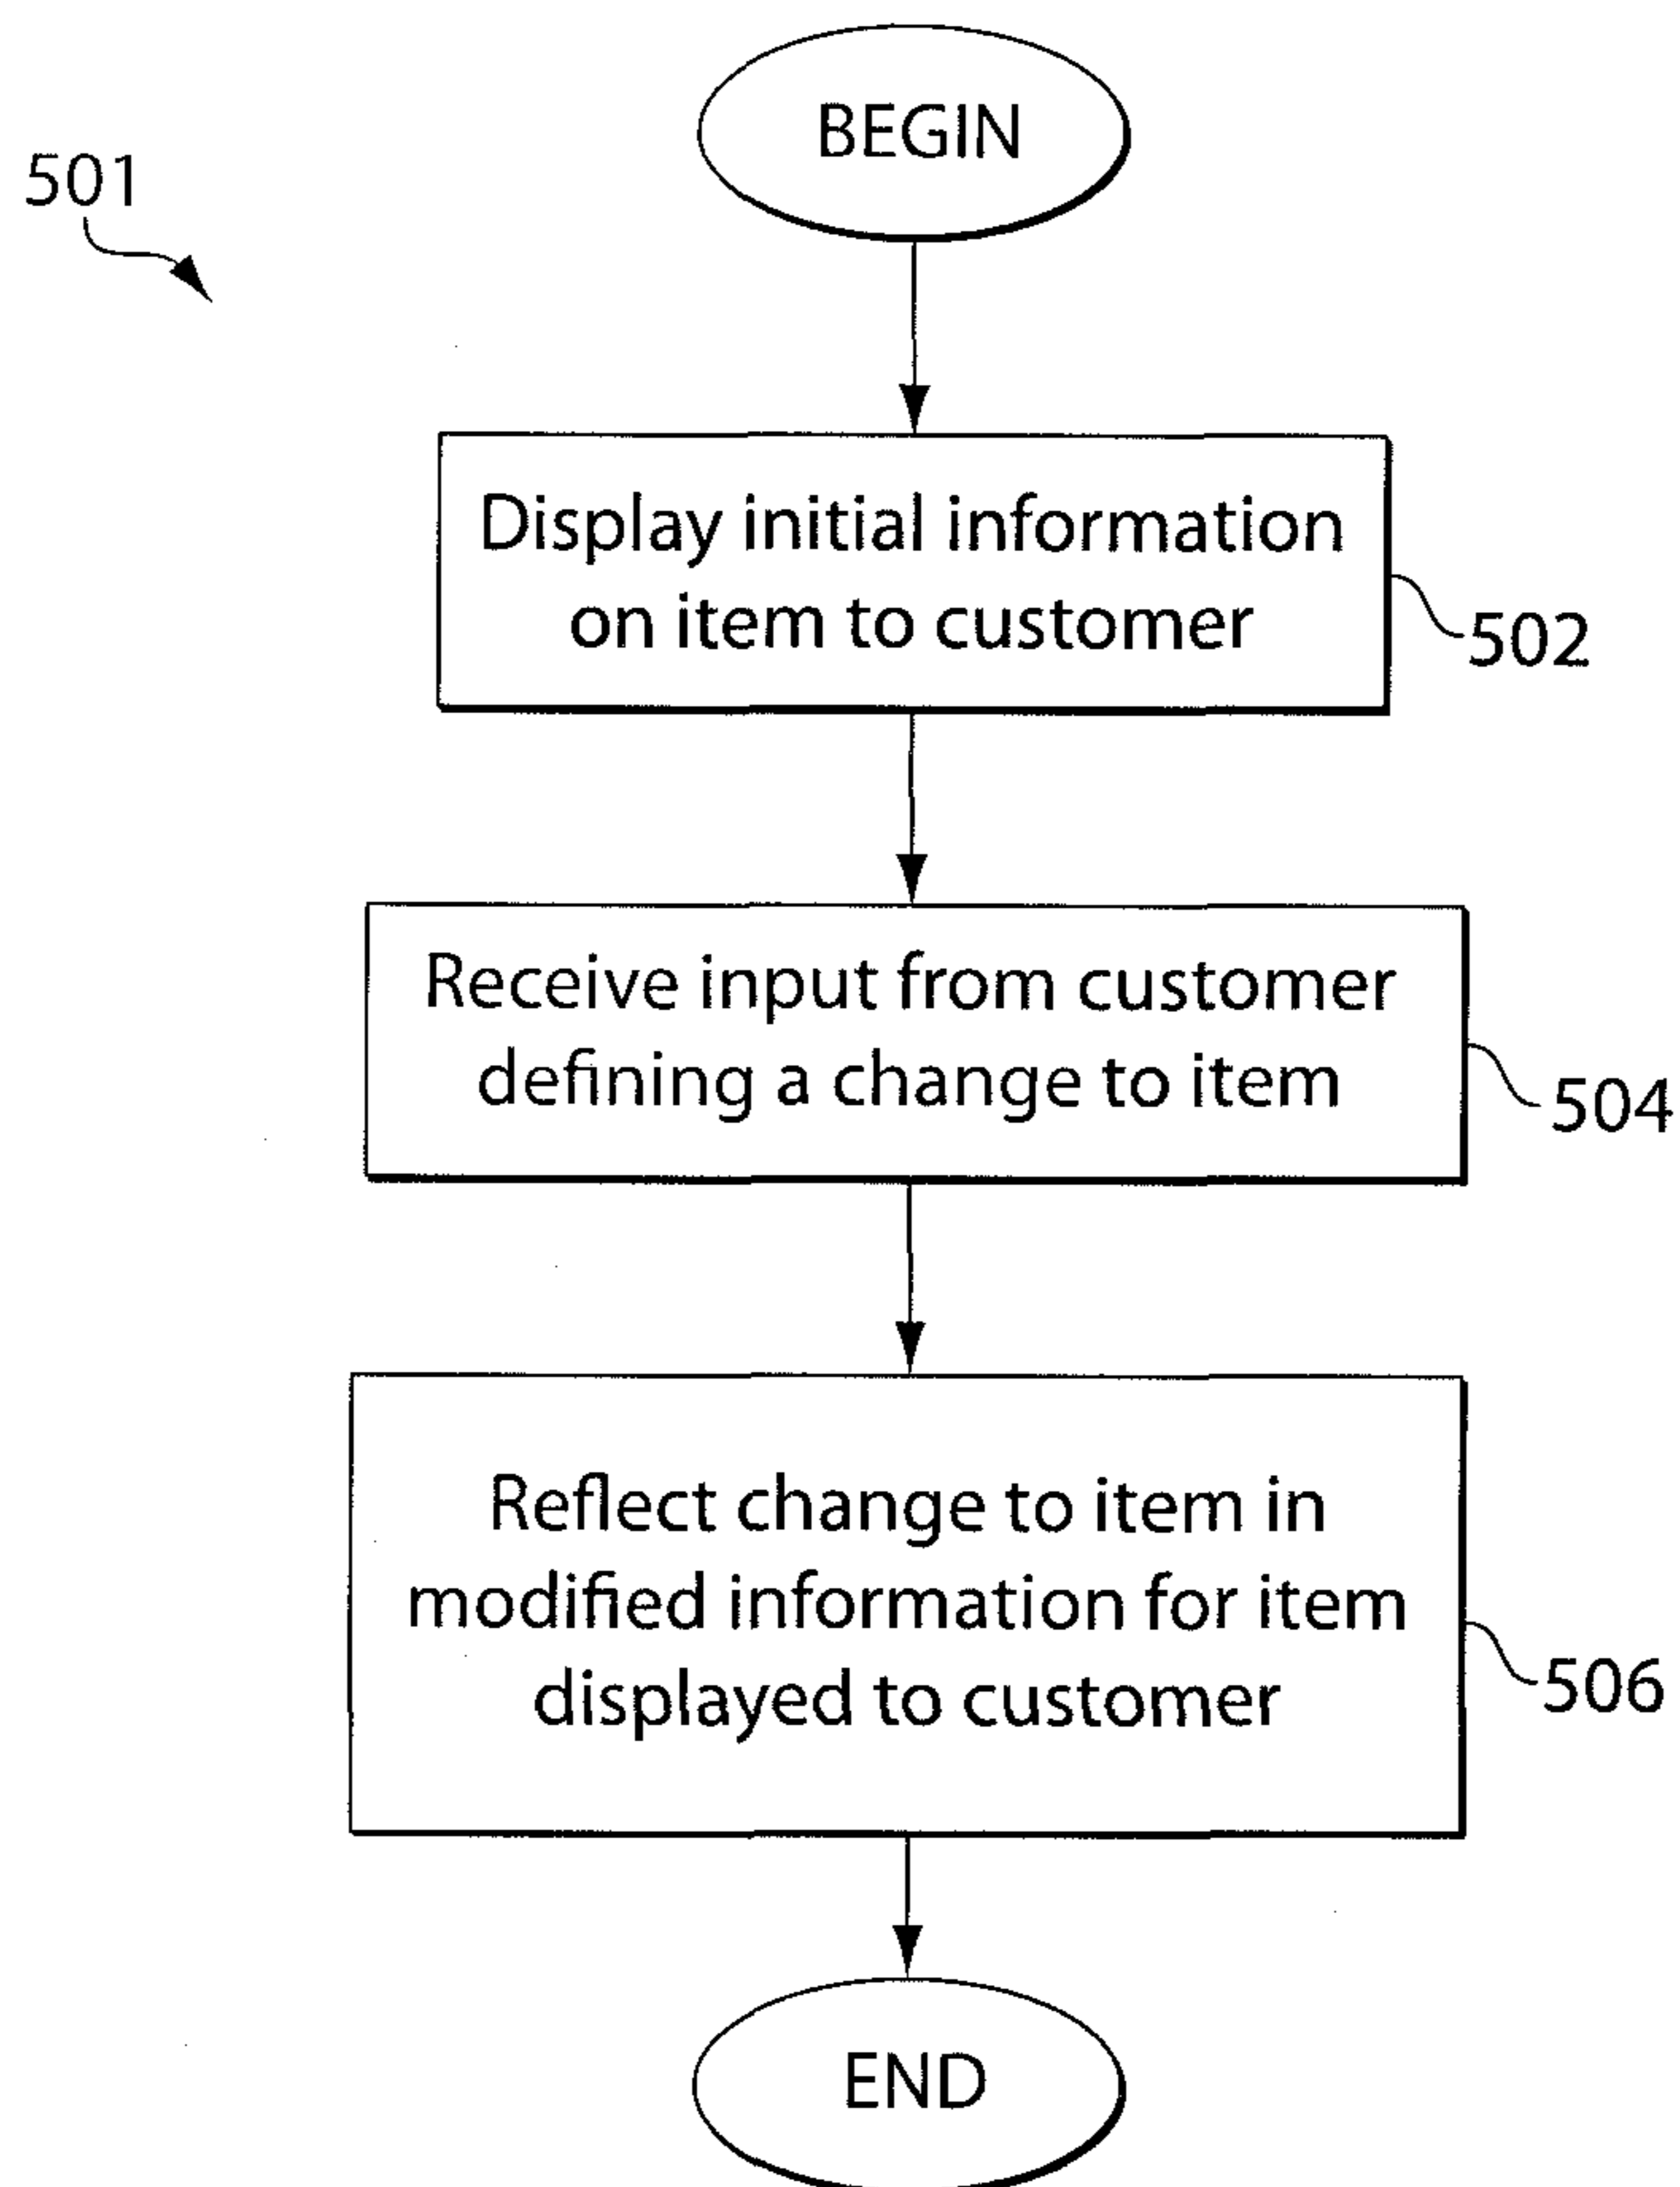 BEGIN
501
Display initial information
on item to customer
502
Receive input from customer
defining a change to item
504
Reflect change to item in
modified information for item
displayed to customer
506
END